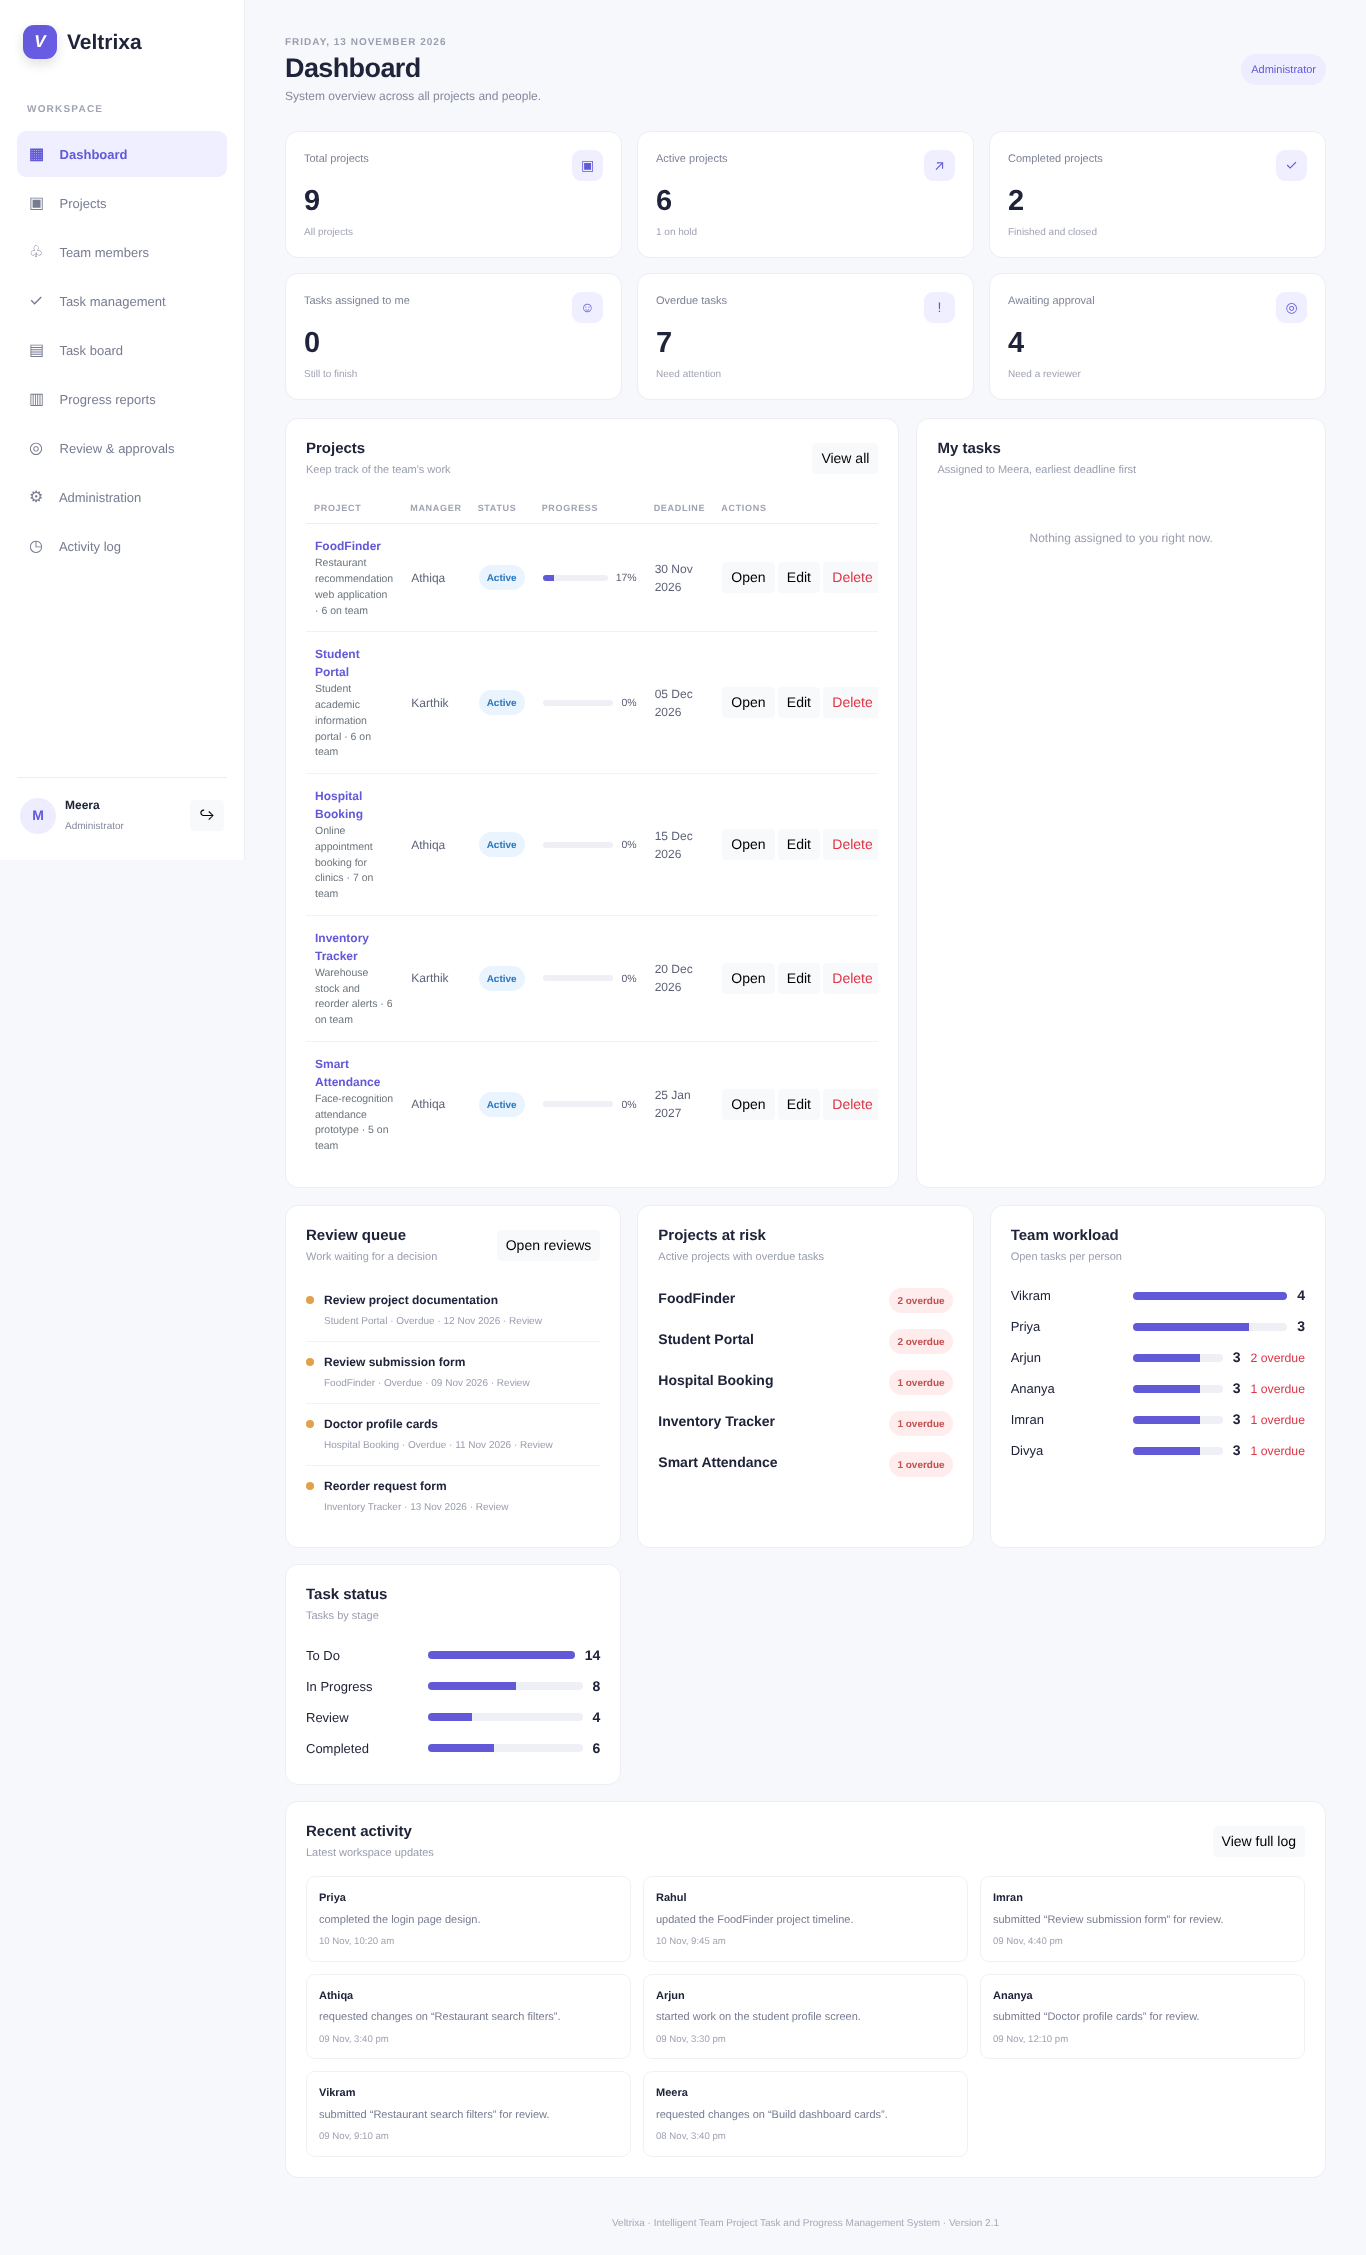 V Veltrixa
WORKSPACE
Dashboard
Projects
Team members
Task management
Task board
Progress reports
Review & approvals
Administration
Activity log
M
Meera
Administrator
FRIDAY, 13 NOVEMBER 2026
Dashboard
System overview across all projects and people.
Administrator
Total projects
9
All projects
Active projects
6
1 on hold
Completed projects
2
Finished and closed
Tasks assigned to me
0
Still to finish
Overdue tasks
!
7
Need attention
Awaiting approval
4
Need a reviewer
Projects
Keep track of the team's work
View all
PROJECT MANAGER STATUS PROGRESS DEADLINE ACTIONS
FoodFinder
Restaurant
recommendation
web application
· 6 on team
Athiqa
Active
17%
30 Nov
2026
Open Edit Delete
Student
Portal
Student
academic
information
portal · 6 on
team
Karthik
Active
0%
05 Dec
2026
Open Edit Delete
Hospital
Booking
Online
appointment
booking for
clinics · 7 on
team
Athiqa
Active
0%
15 Dec
2026
Open Edit Delete
Inventory
Tracker
Warehouse
stock and
reorder alerts · 6
on team
Karthik
Active
0%
20 Dec
2026
Open Edit Delete
Smart
Attendance
Face-recognition
attendance
prototype · 5 on
team
Athiqa
Active
0%
25 Jan
2027
Open Edit Delete
My tasks
Assigned to Meera, earliest deadline first
Nothing assigned to you right now.
Review queue
Work waiting for a decision
Open reviews
Review project documentation
Student Portal · Overdue · 12 Nov 2026 · Review
Review submission form
FoodFinder · Overdue · 09 Nov 2026 · Review
Doctor profile cards
Hospital Booking · Overdue · 11 Nov 2026 · Review
Reorder request form
Inventory Tracker · 13 Nov 2026 · Review
Projects at risk
Active projects with overdue tasks
FoodFinder 2 overdue
Student Portal 2 overdue
Hospital Booking 1 overdue
Inventory Tracker 1 overdue
Smart Attendance 1 overdue
Team workload
Open tasks per person
Vikram 4
Priya 3
Arjun 3 2 overdue
Ananya 3 1 overdue
Imran 3 1 overdue
Divya 3 1 overdue
Task status
Tasks by stage
To Do 14
In Progress 8
Review 4
Completed 6
Recent activity
Latest workspace updates
View full log
Priya
completed the login page design.
10 Nov, 10:20 am
Rahul
updated the FoodFinder project timeline.
10 Nov, 9:45 am
Imran
submitted “Review submission form” for review.
09 Nov, 4:40 pm
Athiqa
requested changes on “Restaurant search filters”.
09 Nov, 3:40 pm
Arjun
started work on the student profile screen.
09 Nov, 3:30 pm
Ananya
submitted “Doctor profile cards” for review.
09 Nov, 12:10 pm
Vikram
submitted “Restaurant search filters” for review.
09 Nov, 9:10 am
Meera
requested changes on “Build dashboard cards”.
08 Nov, 3:40 pm
Veltrixa · Intelligent Team Project Task and Progress Management System · Version 2.1